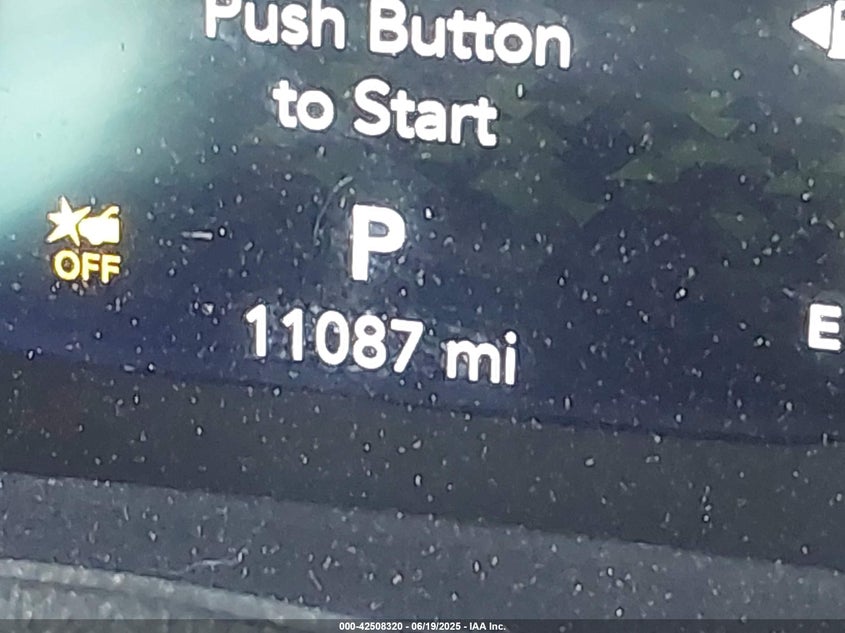 Push Button
to Start
P
OFF
11087 mi
E
000-42508320 - 06/19/2025 - IAA Inc.